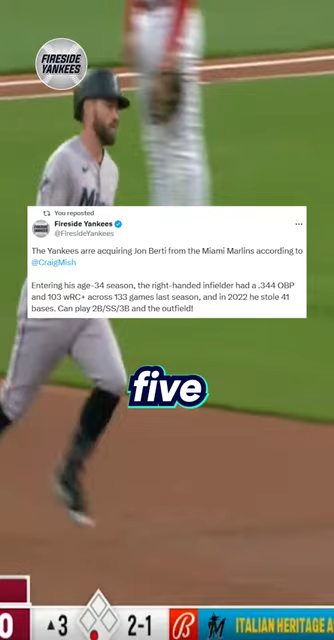 FIRESIDE
YANKEES
You reposted
Fireside Yankees
@FiresideYankees
The Yankees arre acquiring Jon Berti from the Miami Marlins according to
@CraigMish
Entering his age-34 season, the right-handed infielder had a .344 OBP
and 103 wRC+ across 133 games last season, and in 2022 he stole 41
bases. Can play 2B/SS/3B and the outfield!
five
0 ▲3 2-1 B M ITALIAN HERITAGE